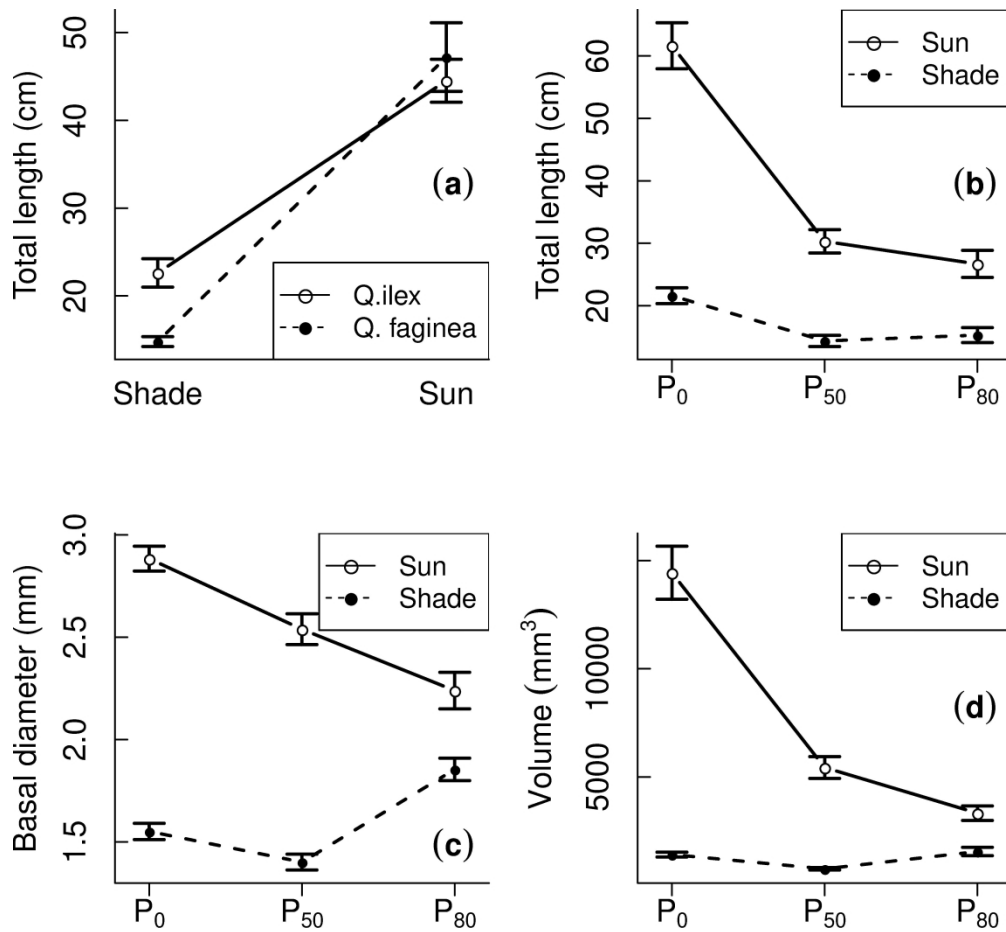 50
40
30
20
Total length (cm)
(a)
Q.ilex
Q. faginea
Shade
Sun
60
50
40
30
20
Total length (cm)
Sun
Shade
(b)
P0
P50
P80
3.0
2.5
2.0
1.5
Basal diameter (mm)
Sun
Shade
(c)
P0
P50
P80
10000
5000
Volume (mm³)
Sun
Shade
(d)
P0
P50
P80